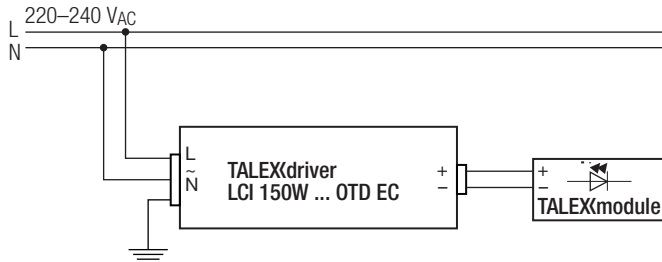 220–240 VAC
L
N
L
~
N
TALEXXdriver
LCI 150W ... OTD EC
+
−
+
−
TALEXXmodule